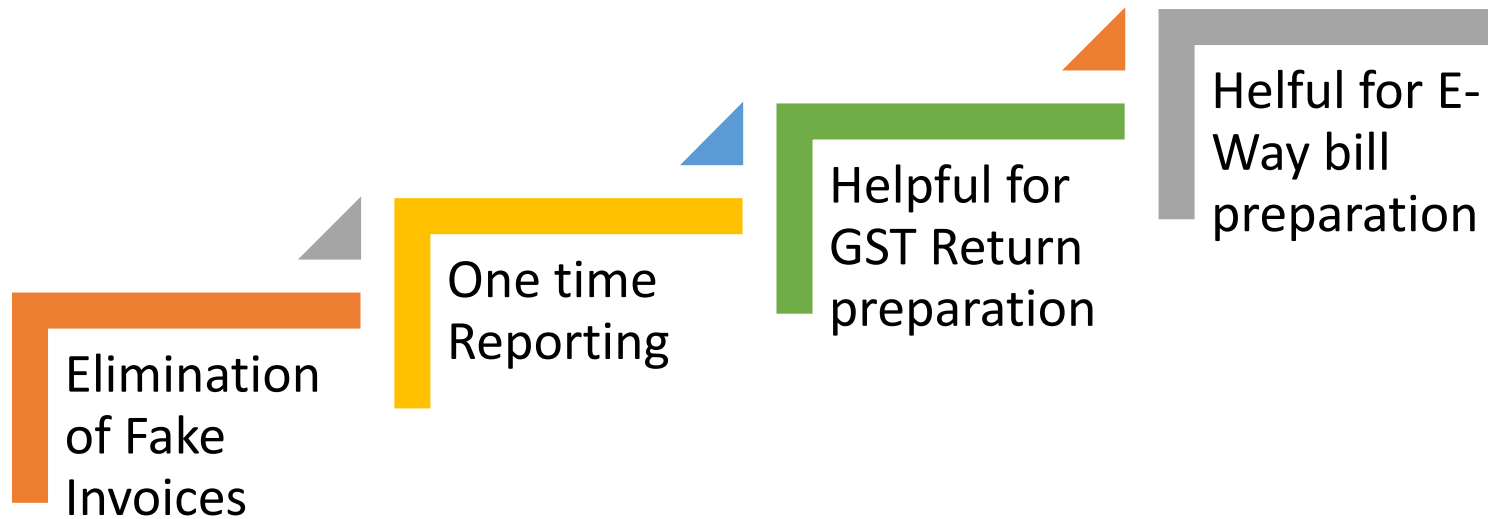 Elimination
of Fake
Invoices
One time
Reporting
Helpful for
GST Return
preparation
Helful for E-
Way bill
preparation